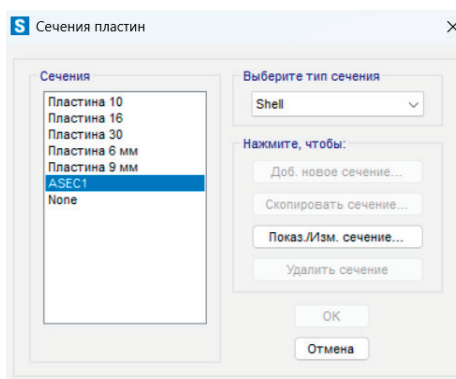 S Сечения пластин
Сечения
Пластина 10
Пластина 16
Пластина 30
Пластина 6 мм
Пластина 9 мм
ASEC1
None
Выберите тип сечения
Shell
Нажмите, чтобы:
Доб. новое сечение...
Скопировать сечение...
Показ./Изм. сечение...
Удалить сечение
OK
Отмена